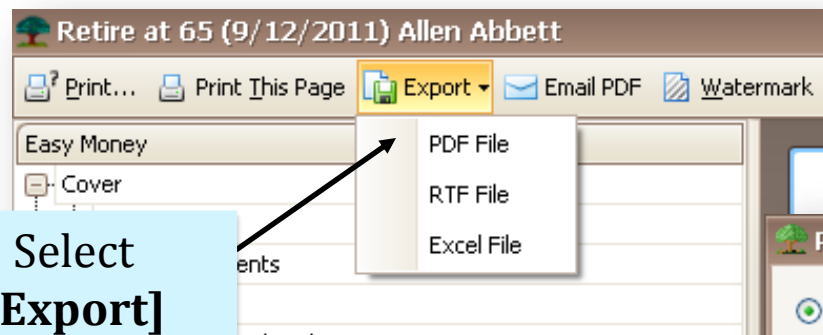 Retire at 65 (9/12/2011) Allen Abbett
Print... Print This Page Export Email PDF Watermark
Easy Money
PDF File
Cover
RTF File
Excel File
ents
Select
Export]